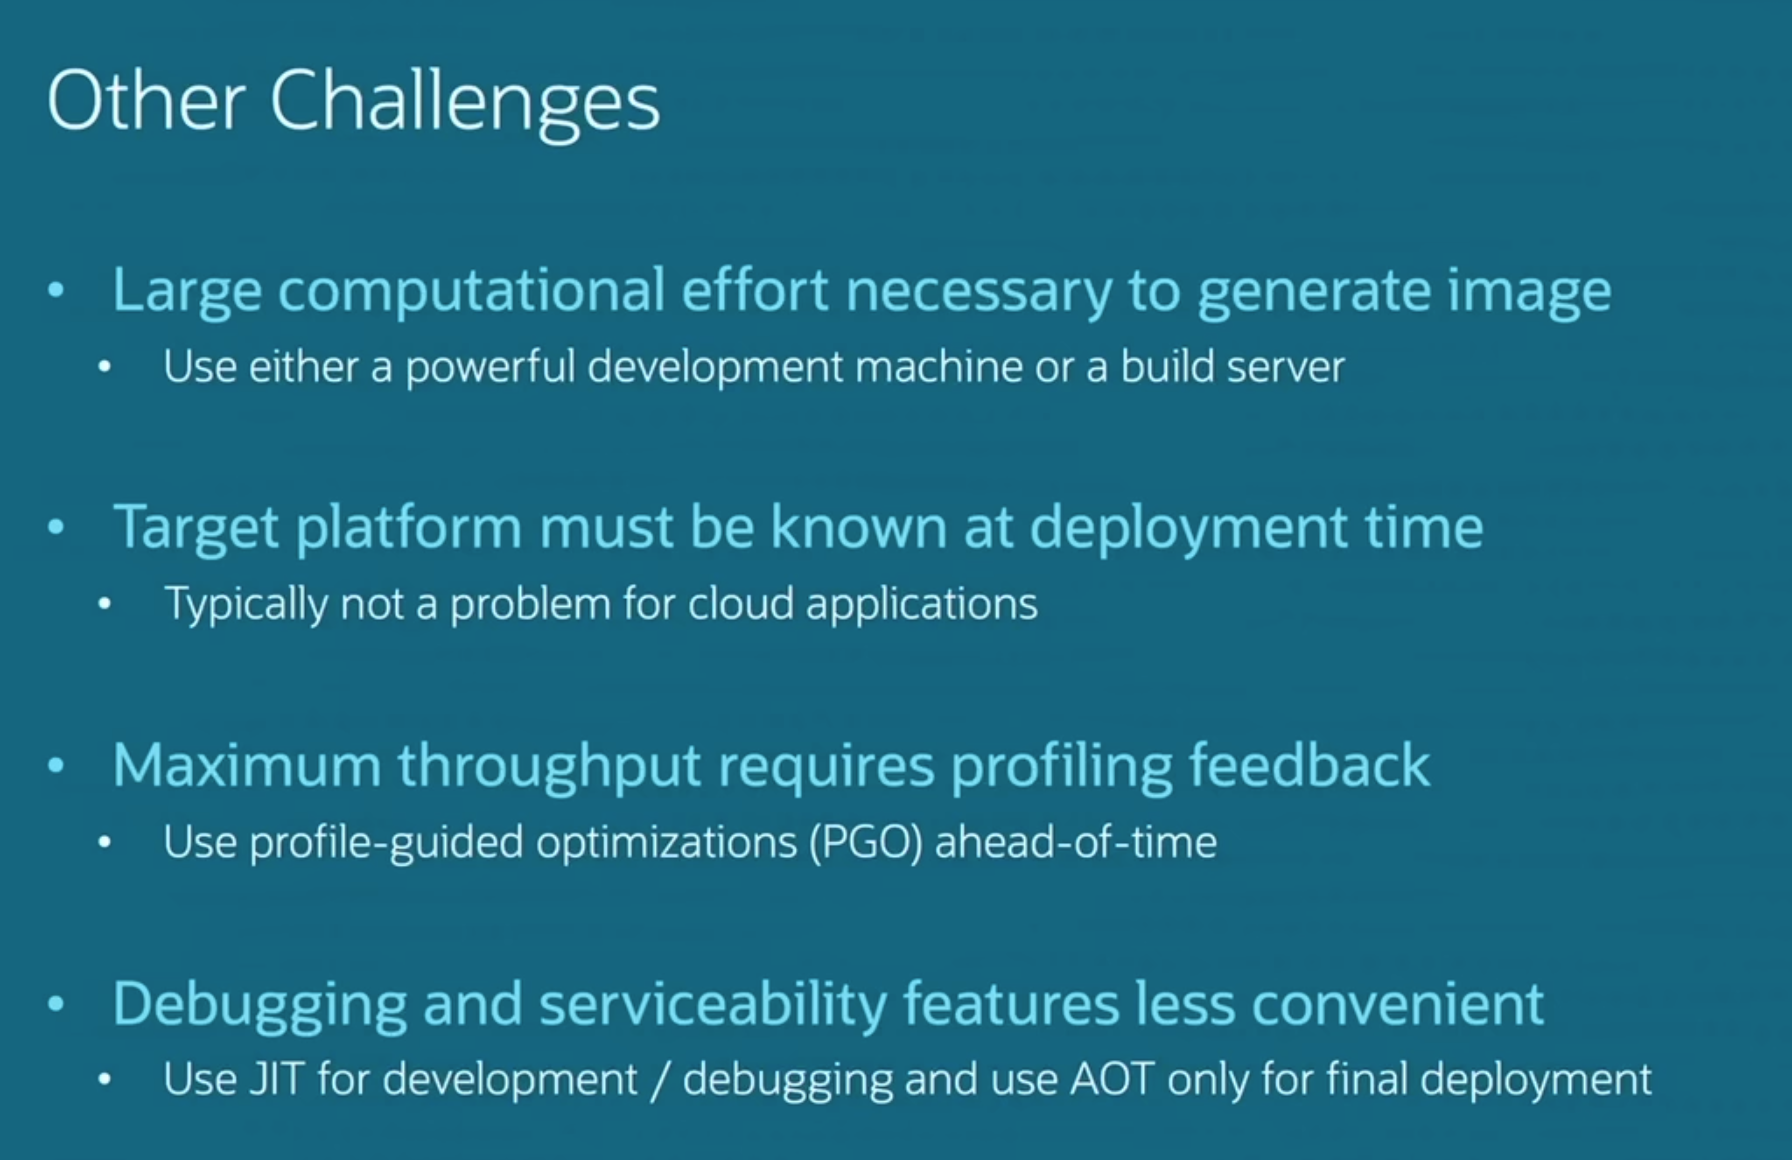 Other Challenges
• Large computational effort necessary to generate image
• Use either a powerful development machine or a build server
• Target platform must be known at deployment time
• Typically not a problem for cloud applications
• Maximum throughput requires profiling feedback
• Use profile-guided optimizations (PGO) ahead-of-time
• Debugging and serviceability features less convenient
• Use JIT for development / debugging and use AOT only for final deployment